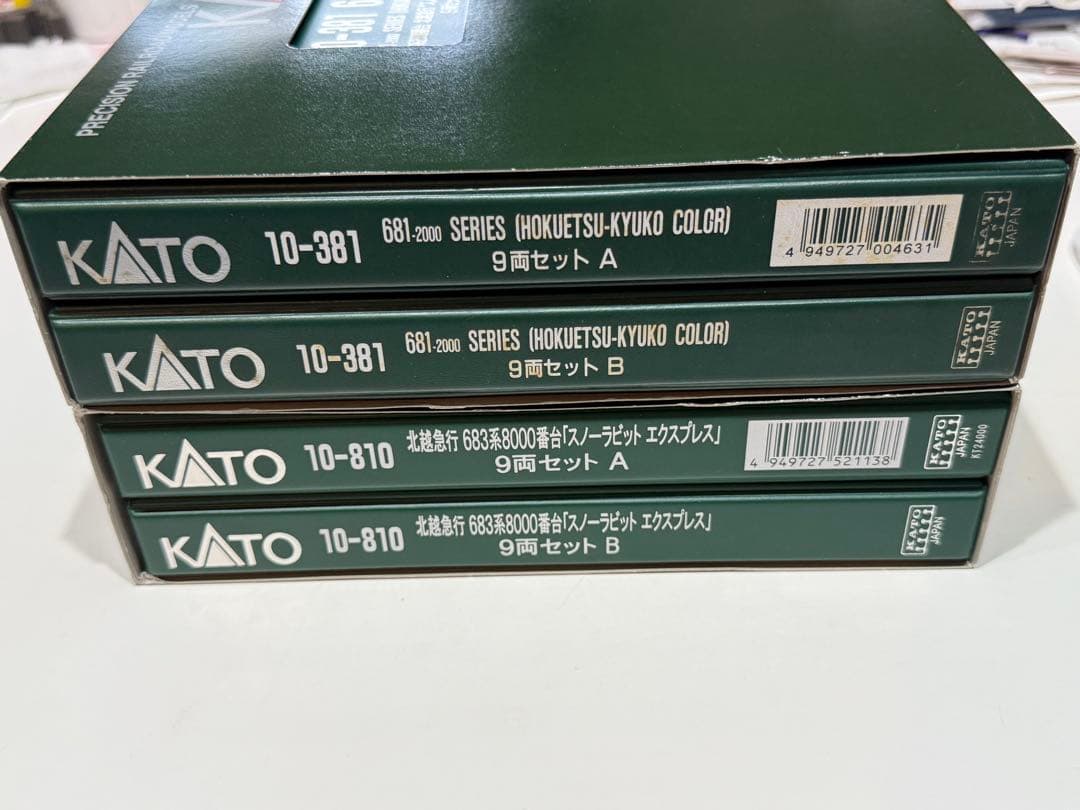 PRECISION RAIL
0-381 6
KATO
10-381
681-2000 SERIES (HOKUETSU-KYUKO COLOR)
9両セット A
4 949727 004631
KATO
JAPAN
KATO
10-381
681-2000 SERIES (HOKUETSU-KYUKO COLOR)
9両セット B
KATO
JAPAN
KATO
10-810
北越急行 683系8000番台「スノーラビット エクスプレス」
9両セット A
4 949727 521138
KATO
JAPAN
KT24000
KATO
10-810
北越急行 683系8000番台「スノーラビット エクスプレス」
9両セット B
KATO
JAPAN